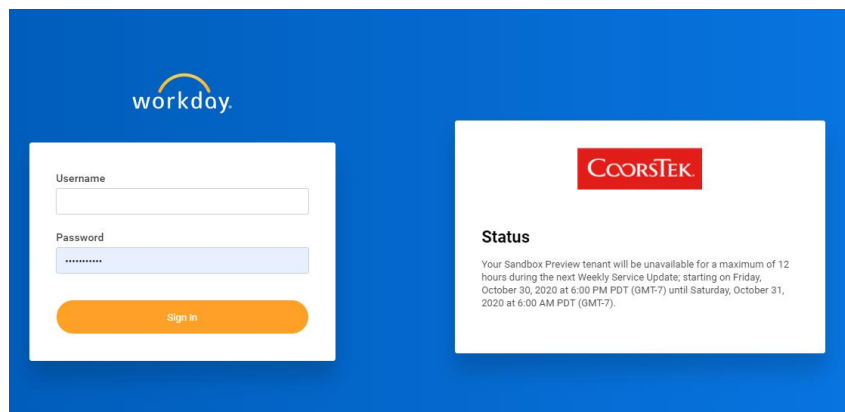 workday.
Username
Password
Sign In
COORSTEK.
Status
Your Sandbox Preview tenant will be unavailable for a maximum of 12
hours during the next Weekly Service Update; starting on Friday,
October 30, 2020 at 6:00 PM PDT (GMT-7) until Saturday, October 31,
2020 at 6:00 AM PDT (GMT-7).